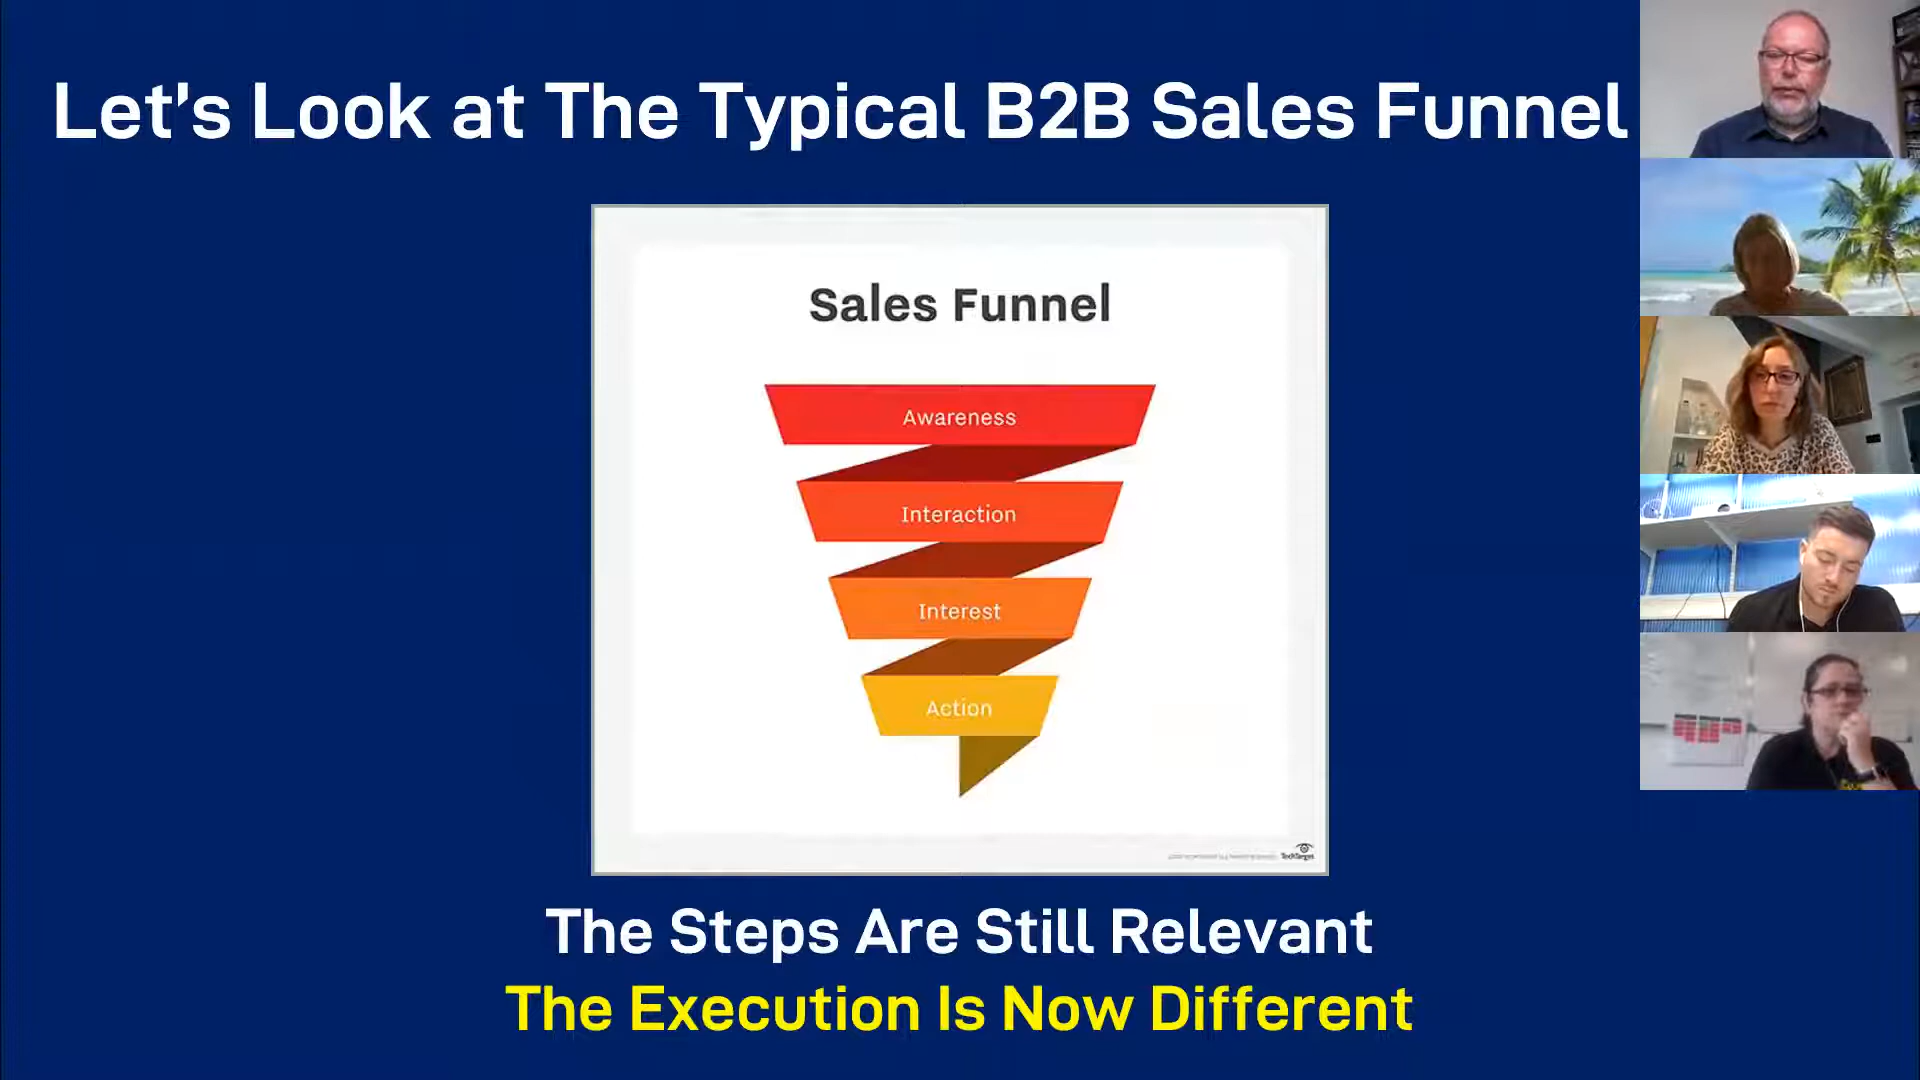 Let's Look at The Typical B2B Sales Funnel
Sales Funnel
Awareness
Interaction
Interest
Action
TechTarget
The Steps Are Still Relevant
The Execution Is Now Different